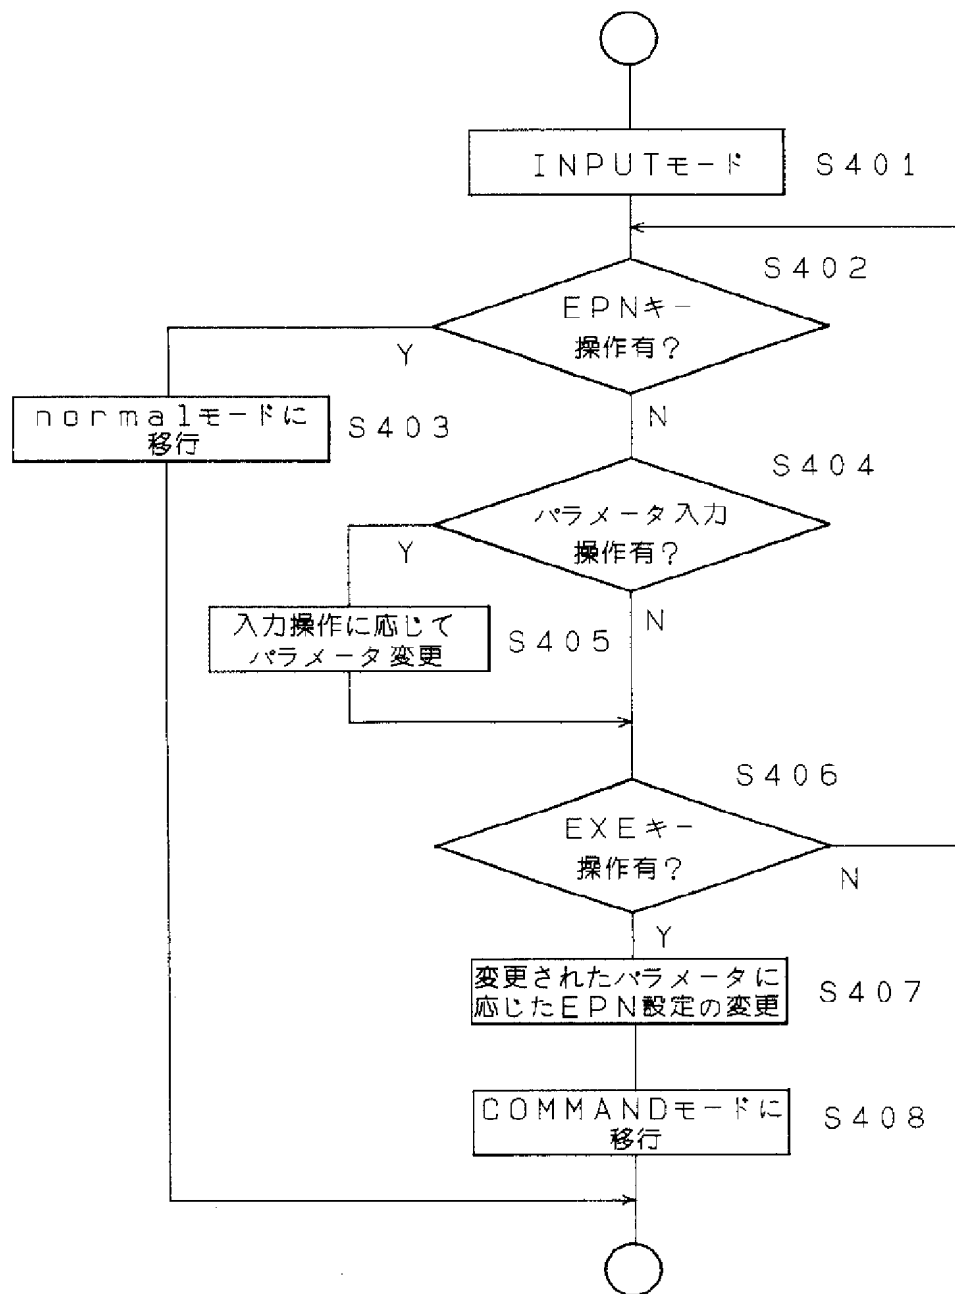 INPUTモード
S401
S402
EPNキー
操作有?
Y
N
normalモードに
移行
S403
S404
パラメータ入力
操作有?
Y
N
入力操作に応じて
パラメータ変更
S405
S406
EXEキー
操作有?
N
Y
変更されたパラメータに
応じたEPN設定の変更
S407
COMMANDモードに
移行
S408